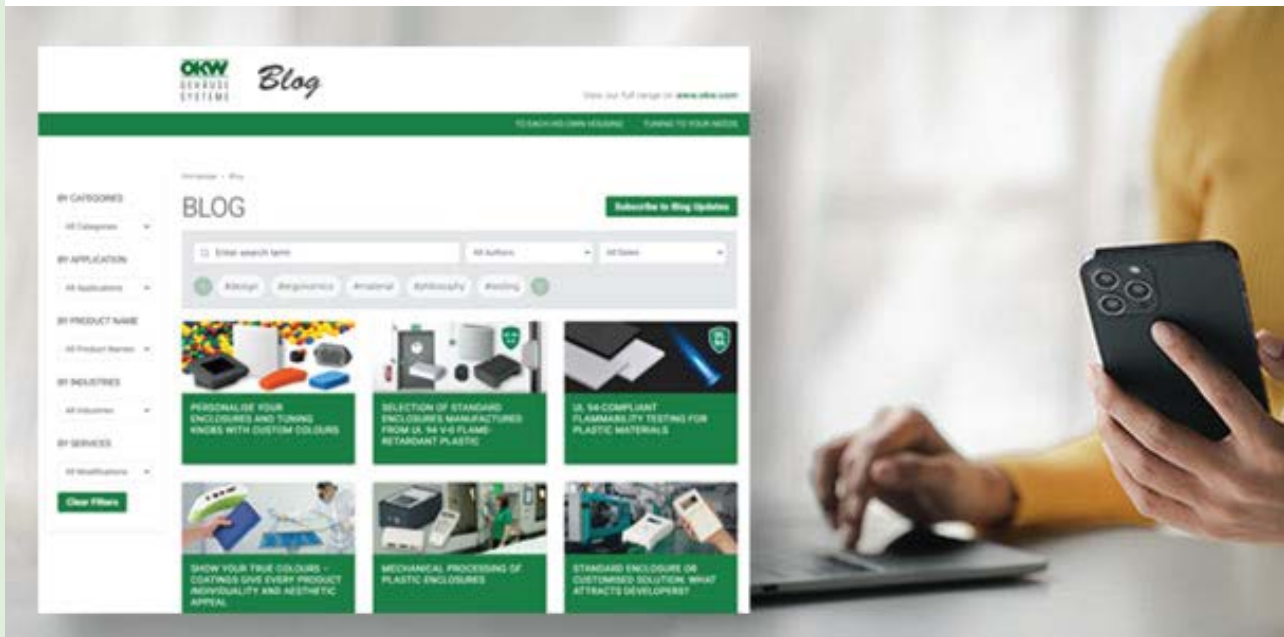 OKW
GEHÄUSE
SYSTEME
Blog
View our full range on www.okw.com
TO EACH HIS OWN HOUSING
TUNING TO YOUR NEEDS
Homepage > Blog
BY CATEGORIES
All Categories
BY APPLICATION
All Applications
BY PRODUCT NAME
All Product Names
BY INDUSTRIES
All Industries
BY SERVICES
All Modifications
Clear Filters
BLOG
Subscribe to Blog Updates
Enter search term
All Authors
All Dates
#design
#ergonomics
#material
#philosophy
#testing
PERSONALISE YOUR
ENCLOSURES AND TUNING
KNOBS WITH CUSTOM COLOURS
SELECTION OF STANDARD
ENCLOSURES MANUFACTURED
FROM UL 94 V-0 FLAME-
RETARDANT PLASTIC
UL 94-COMPLIANT
FLAMMABILITY TESTING FOR
PLASTIC MATERIALS
SHOW YOUR TRUE COLOURS –
COATINGS GIVE EVERY PRODUCT
INDIVIDUALITY AND AESTHETIC
APPEAL
MECHANICAL PROCESSING OF
PLASTIC ENCLOSURES
STANDARD ENCLOSURE OR
CUSTOMISED SOLUTION: WHAT
ATTRACTS DEVELOPERS?